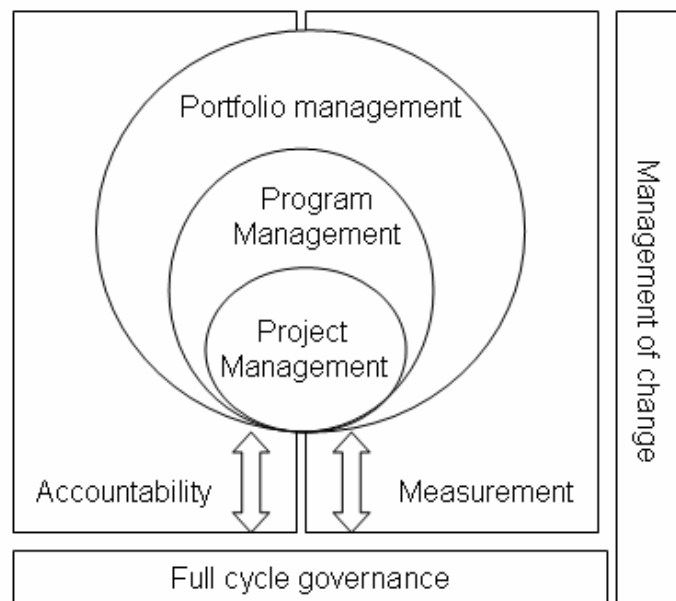 Portfolio management
Program
Management
Project
Management
Accountability
Measurement
Full cycle governance
Management of change